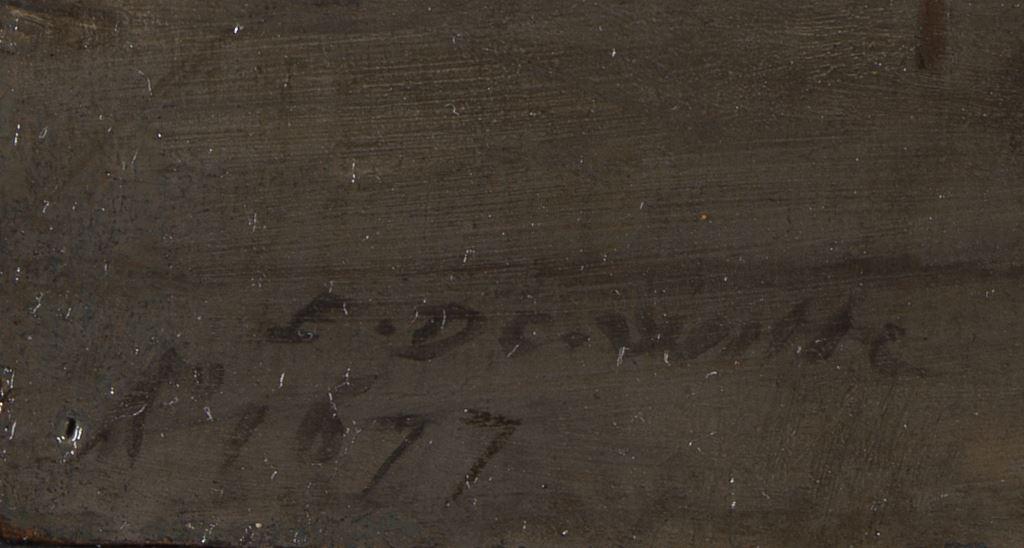 E. De. Witte
A° 1677